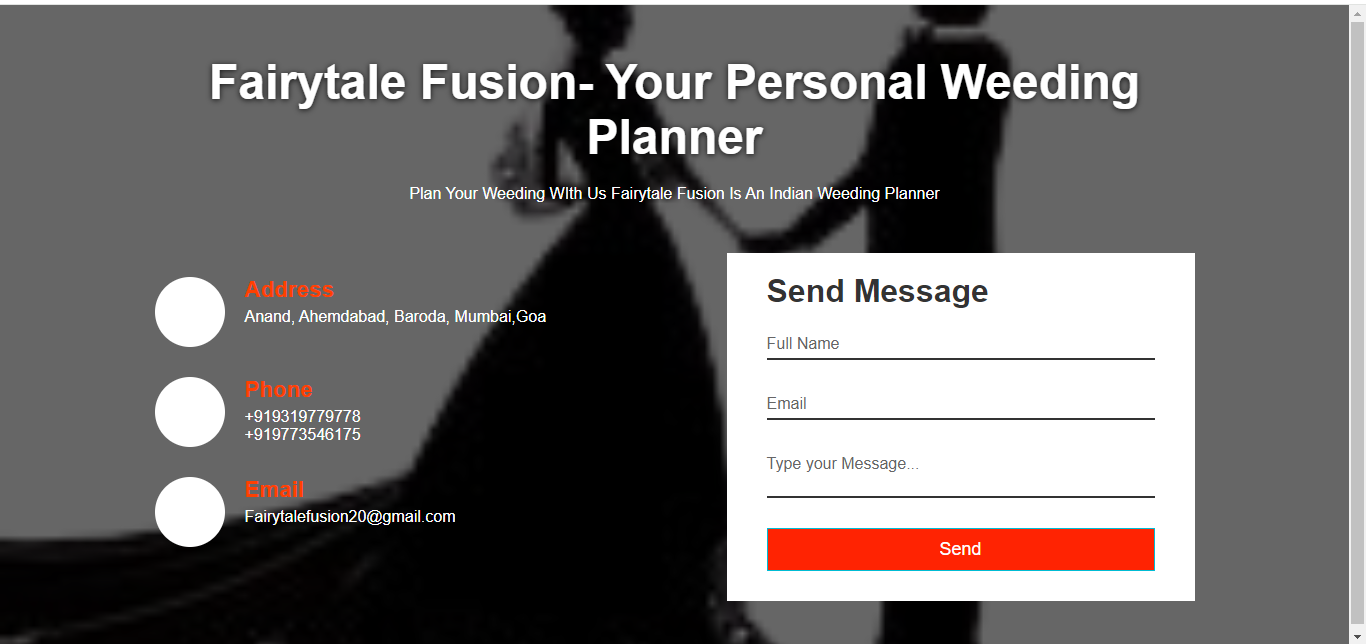 Fairytale Fusion- Your Personal Weeding
Planner
Plan Your Weeding WIth Us Fairytale Fusion Is An Indian Weeding Planner
Address
Anand, Ahemdabad, Baroda, Mumbai,Goa
Phone
+919319779778
+919773546175
Email
Fairytalefusion20@gmail.com
Send Message
Full Name
Email
Type your Message...
Send